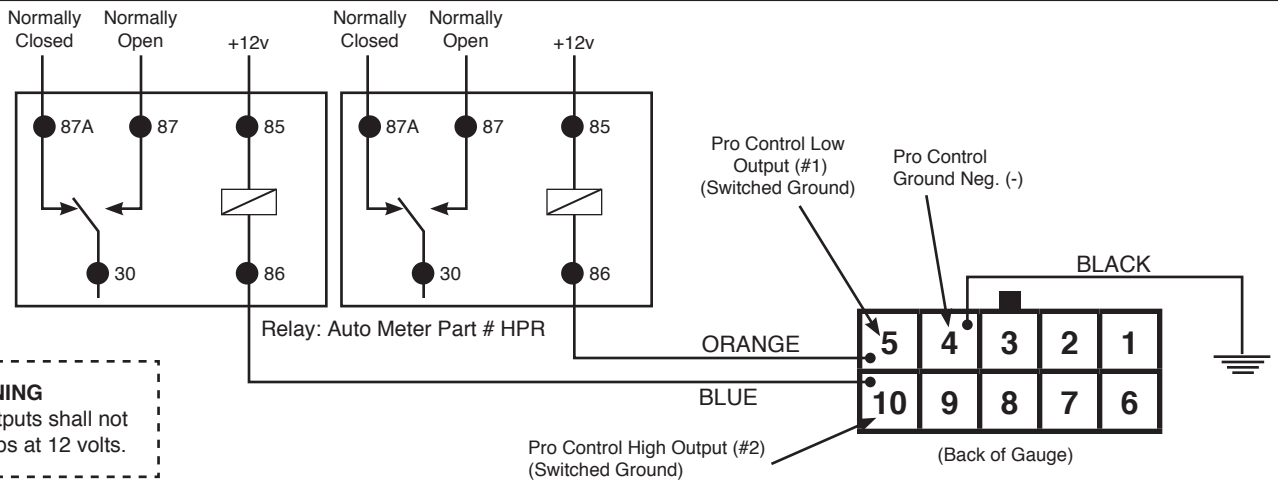 Normally Closed
Normally Open
+12v
Normally Closed
Normally Open
+12v
87A
87
85
87A
87
85
30
86
30
86
Relay: Auto Meter Part # HPR
Pro Control Low
Output (#1)
(Switched Ground)
Pro Control
Ground Neg. (-)
BLACK
ORANGE
BLUE
5 4 3 2 1
10 9 8 7 6
(Back of Gauge)
Pro Control High Output (#2)
(Switched Ground)
shall not
at 12 volts.